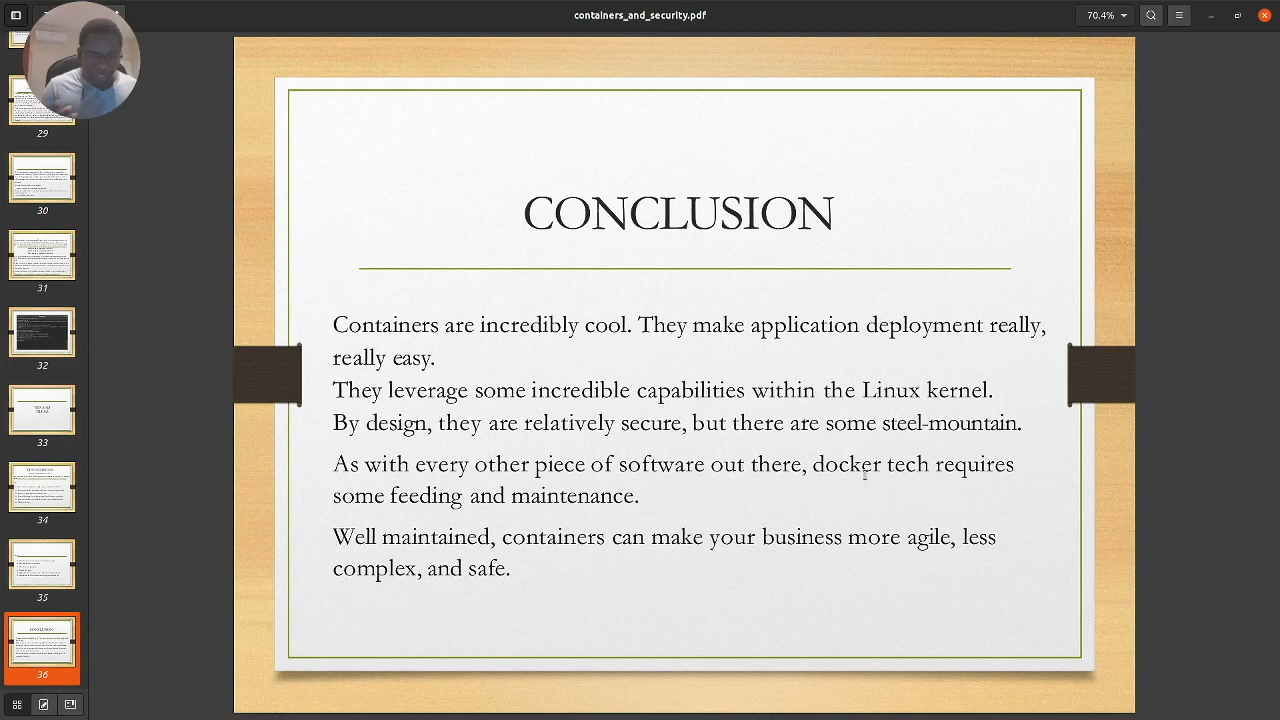 containers_and_security.pdf
70.4%
29
30
31
32
33
34
35
36
CONCLUSION
Containers are incredibly cool. They make application deployment really,
really easy.
They leverage some incredible capabilities within the Linux kernel.
By design, they are relatively secure, but there are some steel-mountain.
As with every other piece of software out there, docker tech requires
some feeding and maintenance.
Well maintained, containers can make your business more agile, less
complex, and safe.